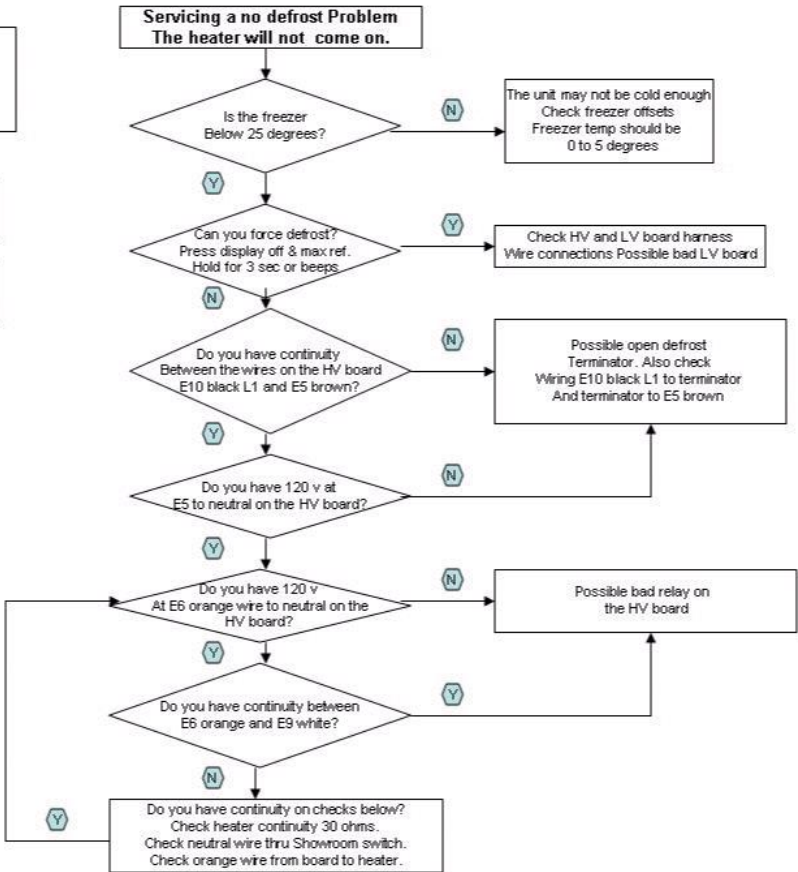 Servicing a no defrost Problem
The heater will not come on.
Is the freezer
Below 25 degrees?
N
The unit may not be cold enough
Check freezer offsets
Freezer temp should be
0 to 5 degrees
Y
Can you force defrost?
Press display off & max ref.
Hold for 3 sec or beeps
Y
Check HV and LV board harness
Wire connections Possible bad LV board
N
Do you have continuity
Between the wires on the HV board
E10 black L1 and E5 brown?
N
Possible open defrost
Terminator. Also check
Wiring E10 black L1 to terminator
And terminator to E5 brown
Y
Do you have 120 v at
E5 to neutral on the HV board?
N
Y
Do you have 120 v
At E6 orange wire to neutral on the
HV board?
N
Possible bad relay on
the HV board
Y
Do you have continuity between
E6 orange and E9 white?
Y
N
Do you have continuity on checks below?
Check heater continuity 30 ohms.
Check neutral wire thru Showroom switch.
Check orange wire from board to heater.
Y